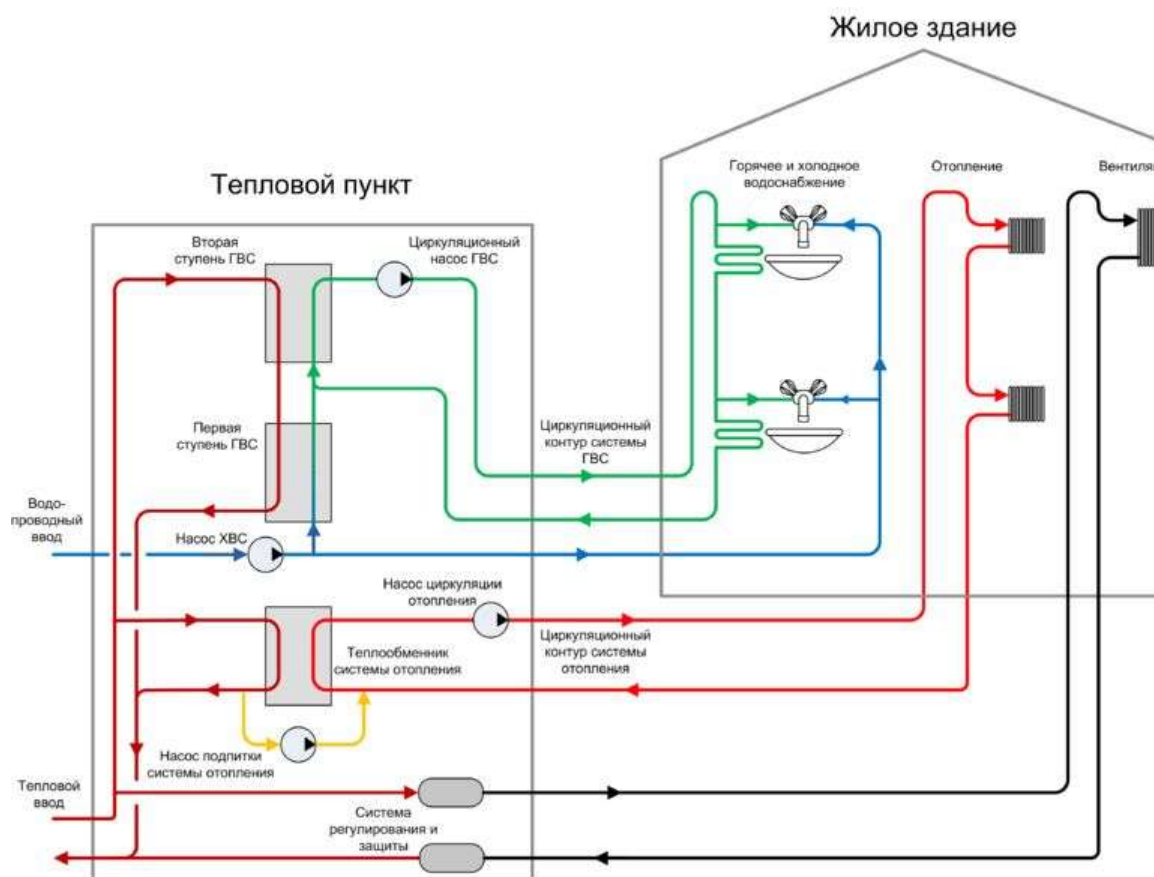 Жилое здание
Горячее и холодное
водоснабжение
Отопление
Вентиляц
Тепловой пункт
Вторая
ступень ГВС
Циркуляционный
насос ГВС
Первая
ступень ГВС
Циркуляционный
контур системы
ГВС
Водо-
проводный
ввод
Насос ХВС
Насос циркуляции
отопления
Циркуляционный
контур системы
отопления
Теплообменник
системы отопления
Насос подпитки
системы отопления
Тепловой
ввод
Система
регулирования и
защиты